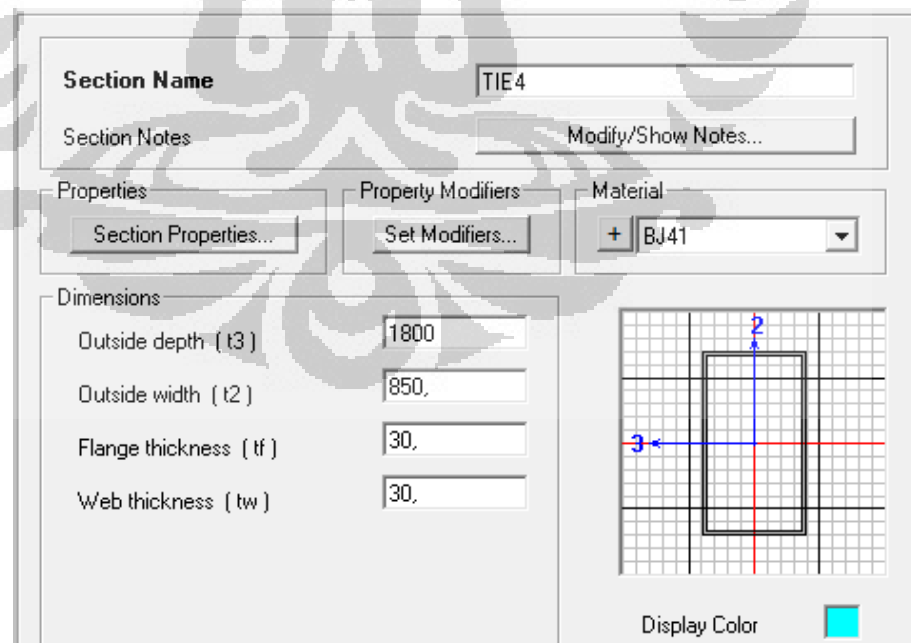 Section Name TIE4
Section Notes Modify/Show Notes...
Properties Property Modifiers Material
Section Properties... Set Modifiers... + BJ41
Dimensions
Outside depth ( t3 ) 1800
2
Outside width ( t2 ) 850,
Flange thickness ( tf ) 30,
3
Web thickness ( tw ) 30,
Display Color